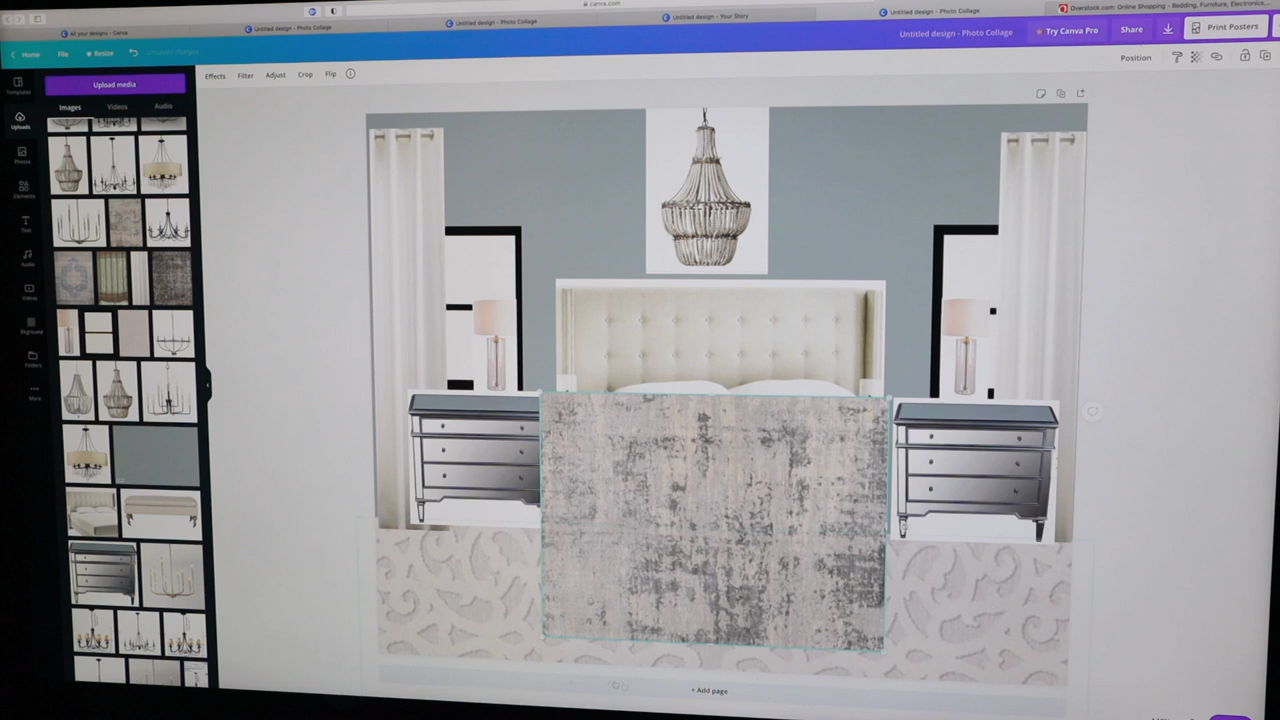 canva.com
All your designs - Canva
Untitled design - Photo Collage
Untitled design - Photo Collage
Untitled design - Your Story
Untitled design - Photo Collage
Overstock.com: Online Shopping - Bedding, Furniture, Electronics,
Home
File
Resize
Unsaved changes
Untitled design - Photo Collage
Try Canva Pro
Share
Print Posters
Effects
Filter
Adjust
Crop
Flip
Position
Templates
Uploads
Photos
Elements
Text
Audio
Videos
Bkground
Folders
More
Upload media
Images
Videos
Audio
+ Add page